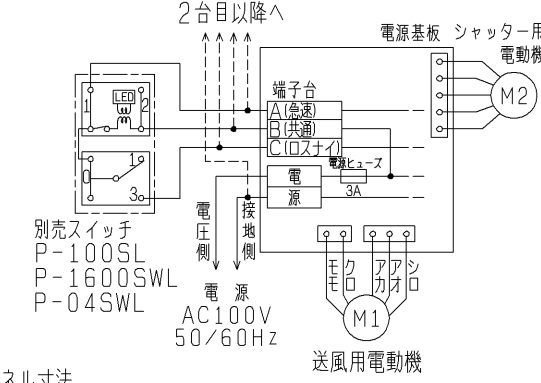 2台目以降へ
電源基板
シャッター用
電動機
端子台
LED
1
2
A(急速)
B(共通)
C(ロスナイ)
M2
電源ヒューズ
1
3
電
源
3A
別売スイッチ
P-100SL
P-1600SWL
P-04SWL
電圧側
接地側
モモ
クロ
アカ
アオ
シロ
電 源
AC100V
50/60Hz
M1
送風用電動機
ネル寸法